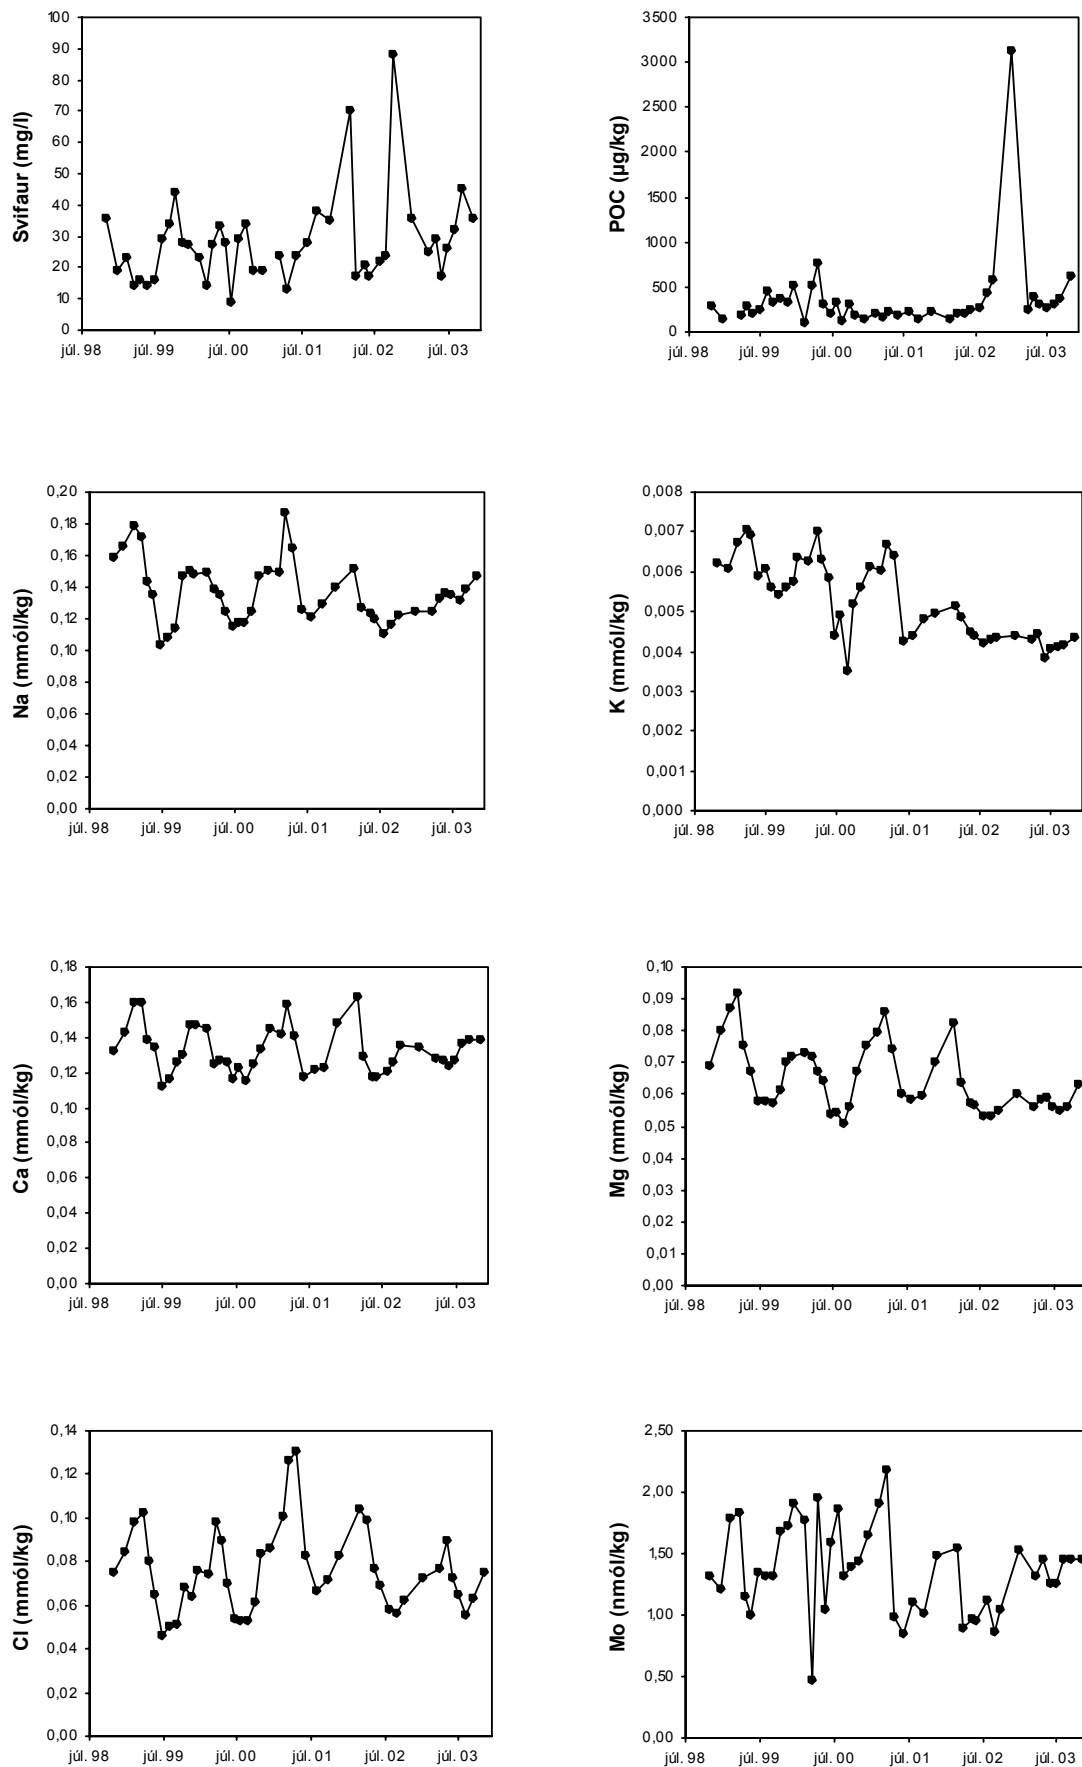 Svifaur (mg/l)
100
90
80
70
60
50
40
30
20
10
0
júl. 98
júl. 99
júl. 00
júl. 01
júl. 02
júl. 03
POC (µg/kg)
3500
3000
2 500
2000
1500
1000
500
0
júl. 98
júl. 99
júl. 00
júl. 01
júl. 02
júl. 03
Na (mmól/kg)
0,20
0,18
0,16
0,14
0,12
0,10
0,08
0,06
0,04
0,02
0,00
júl. 98
júl. 99
júl. 00
júl. 01
júl. 02
júl. 03
K (mmól/kg)
0,008
0,007
0,006
0,005
0,004
0,003
0,002
0,001
0,000
júl. 98
júl. 99
júl. 00
júl. 01
júl. 02
júl. 03
Ca (mmól/kg)
0,18
0,16
0,14
0,12
0,10
0,08
0,06
0,04
0,02
0,00
júl. 98
júl. 99
júl. 00
júl. 01
júl. 02
júl. 03
Mg (mmól/kg)
0,10
0,09
0,08
0,07
0,06
0,05
0,04
0,03
0,02
0,01
0,00
júl. 98
júl. 99
júl. 00
júl. 01
júl. 02
júl. 03
Cl (mmól/kg)
0,14
0,12
0,10
0,08
0,06
0,04
0,02
0,00
júl. 98
júl. 99
júl. 00
júl. 01
júl. 02
júl. 03
Mo (nmól/kg)
2,50
2,00
1,50
1,00
0,50
0,00
júl. 98
júl. 99
júl. 00
júl. 01
júl. 02
júl. 03